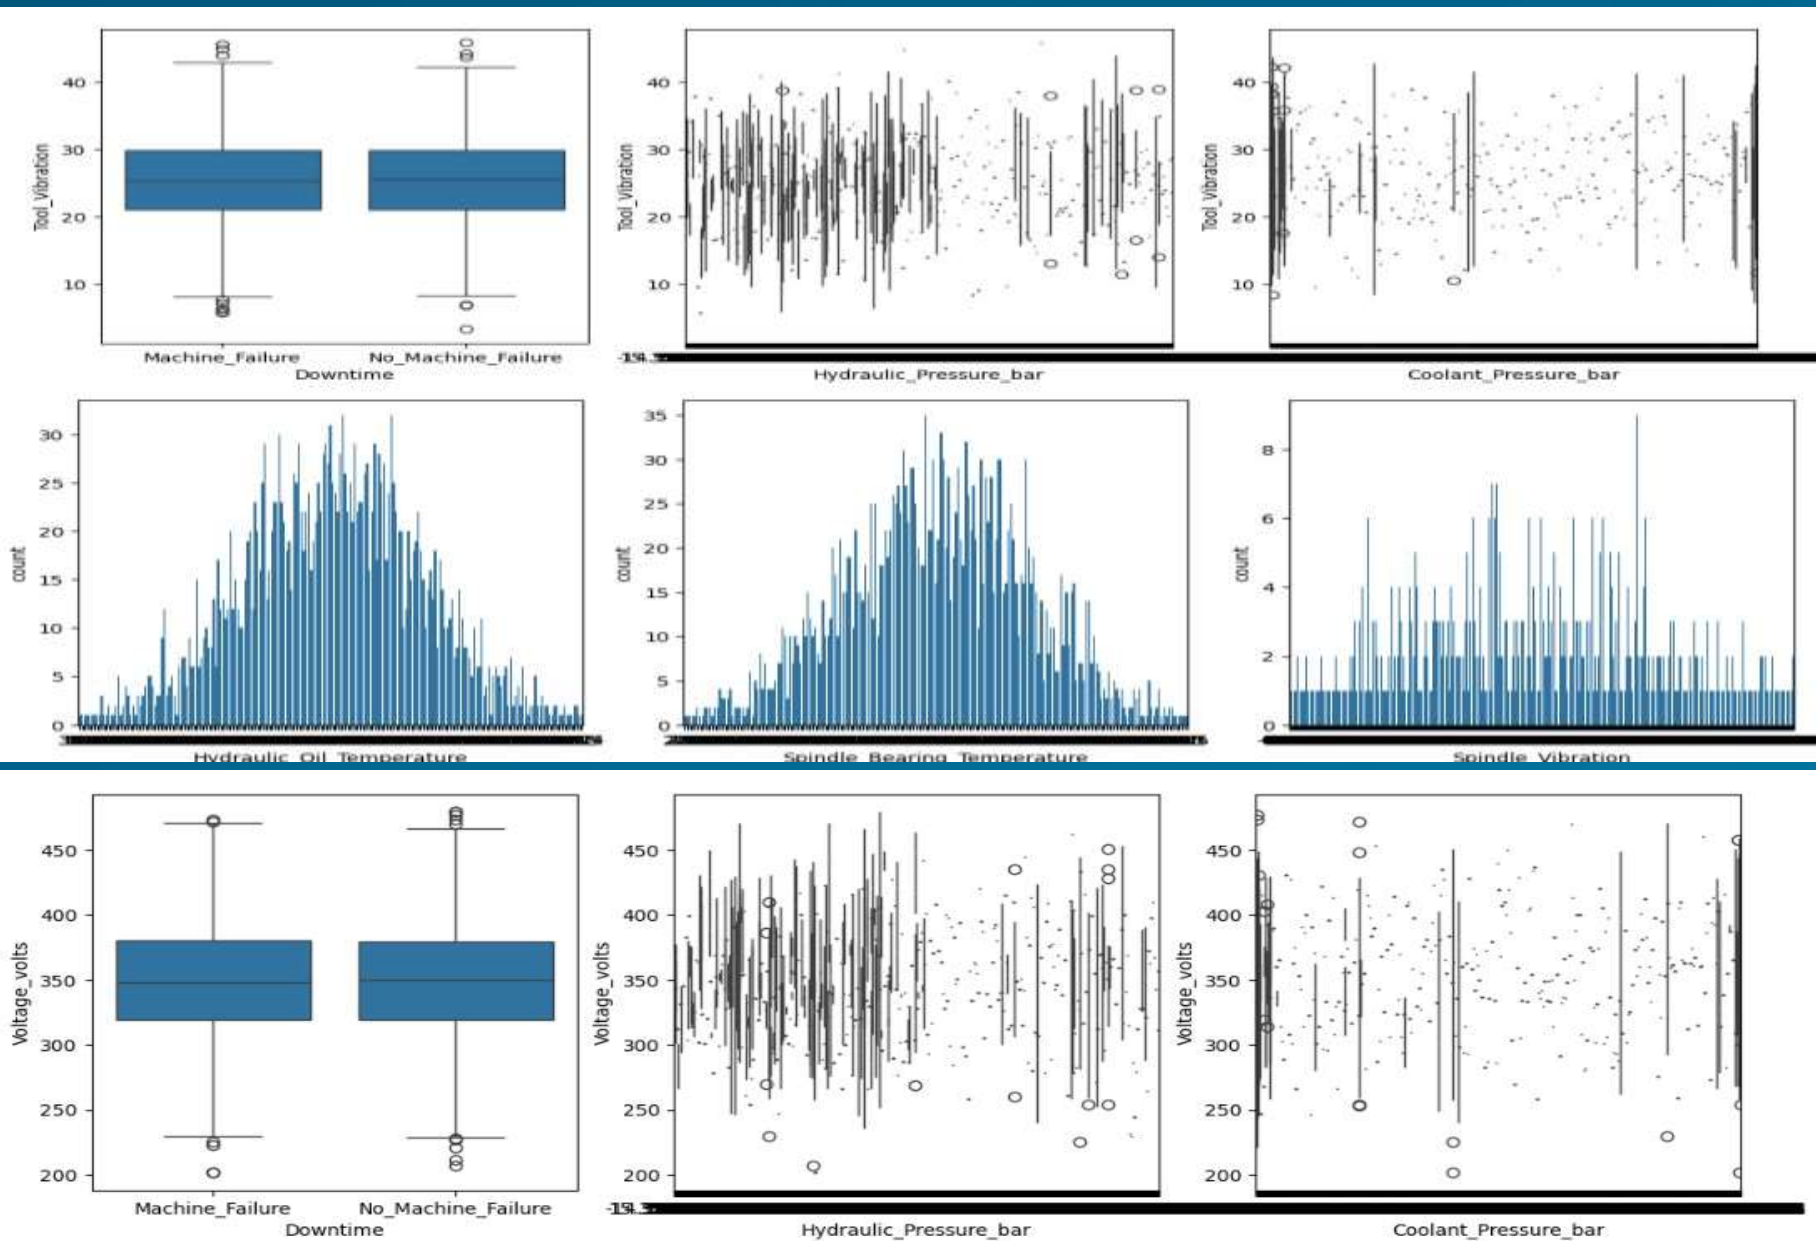 40
30
20
10
Tool_Vibration
Machine_Failure No_Machine_Failure
Downtime
40
30
20
10
Tool_Vibration
Hydraulic_Pressure_bar
40
30
20
10
Tool_Vibration
Coolant_Pressure_bar
30
25
20
15
10
5
0
count
Hydraulic_Oil_Temperature
35
30
25
20
15
10
5
0
count
Spindle_Bearing_Temperature
8
6
4
2
0
count
Spindle_Vibration
450
400
350
300
250
200
Voltage_volts
Machine_Failure No_Machine_Failure
Downtime
450
400
350
300
250
200
Voltage_volts
Hydraulic_Pressure_bar
450
400
350
300
250
200
Voltage_volts
Coolant_Pressure_bar